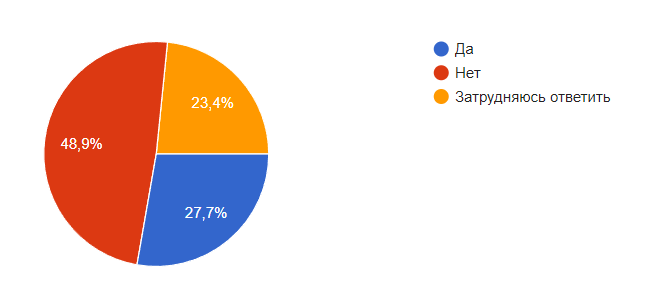 Да
Нет
Затрудняюсь ответить
23,4%
48,9%
27,7%